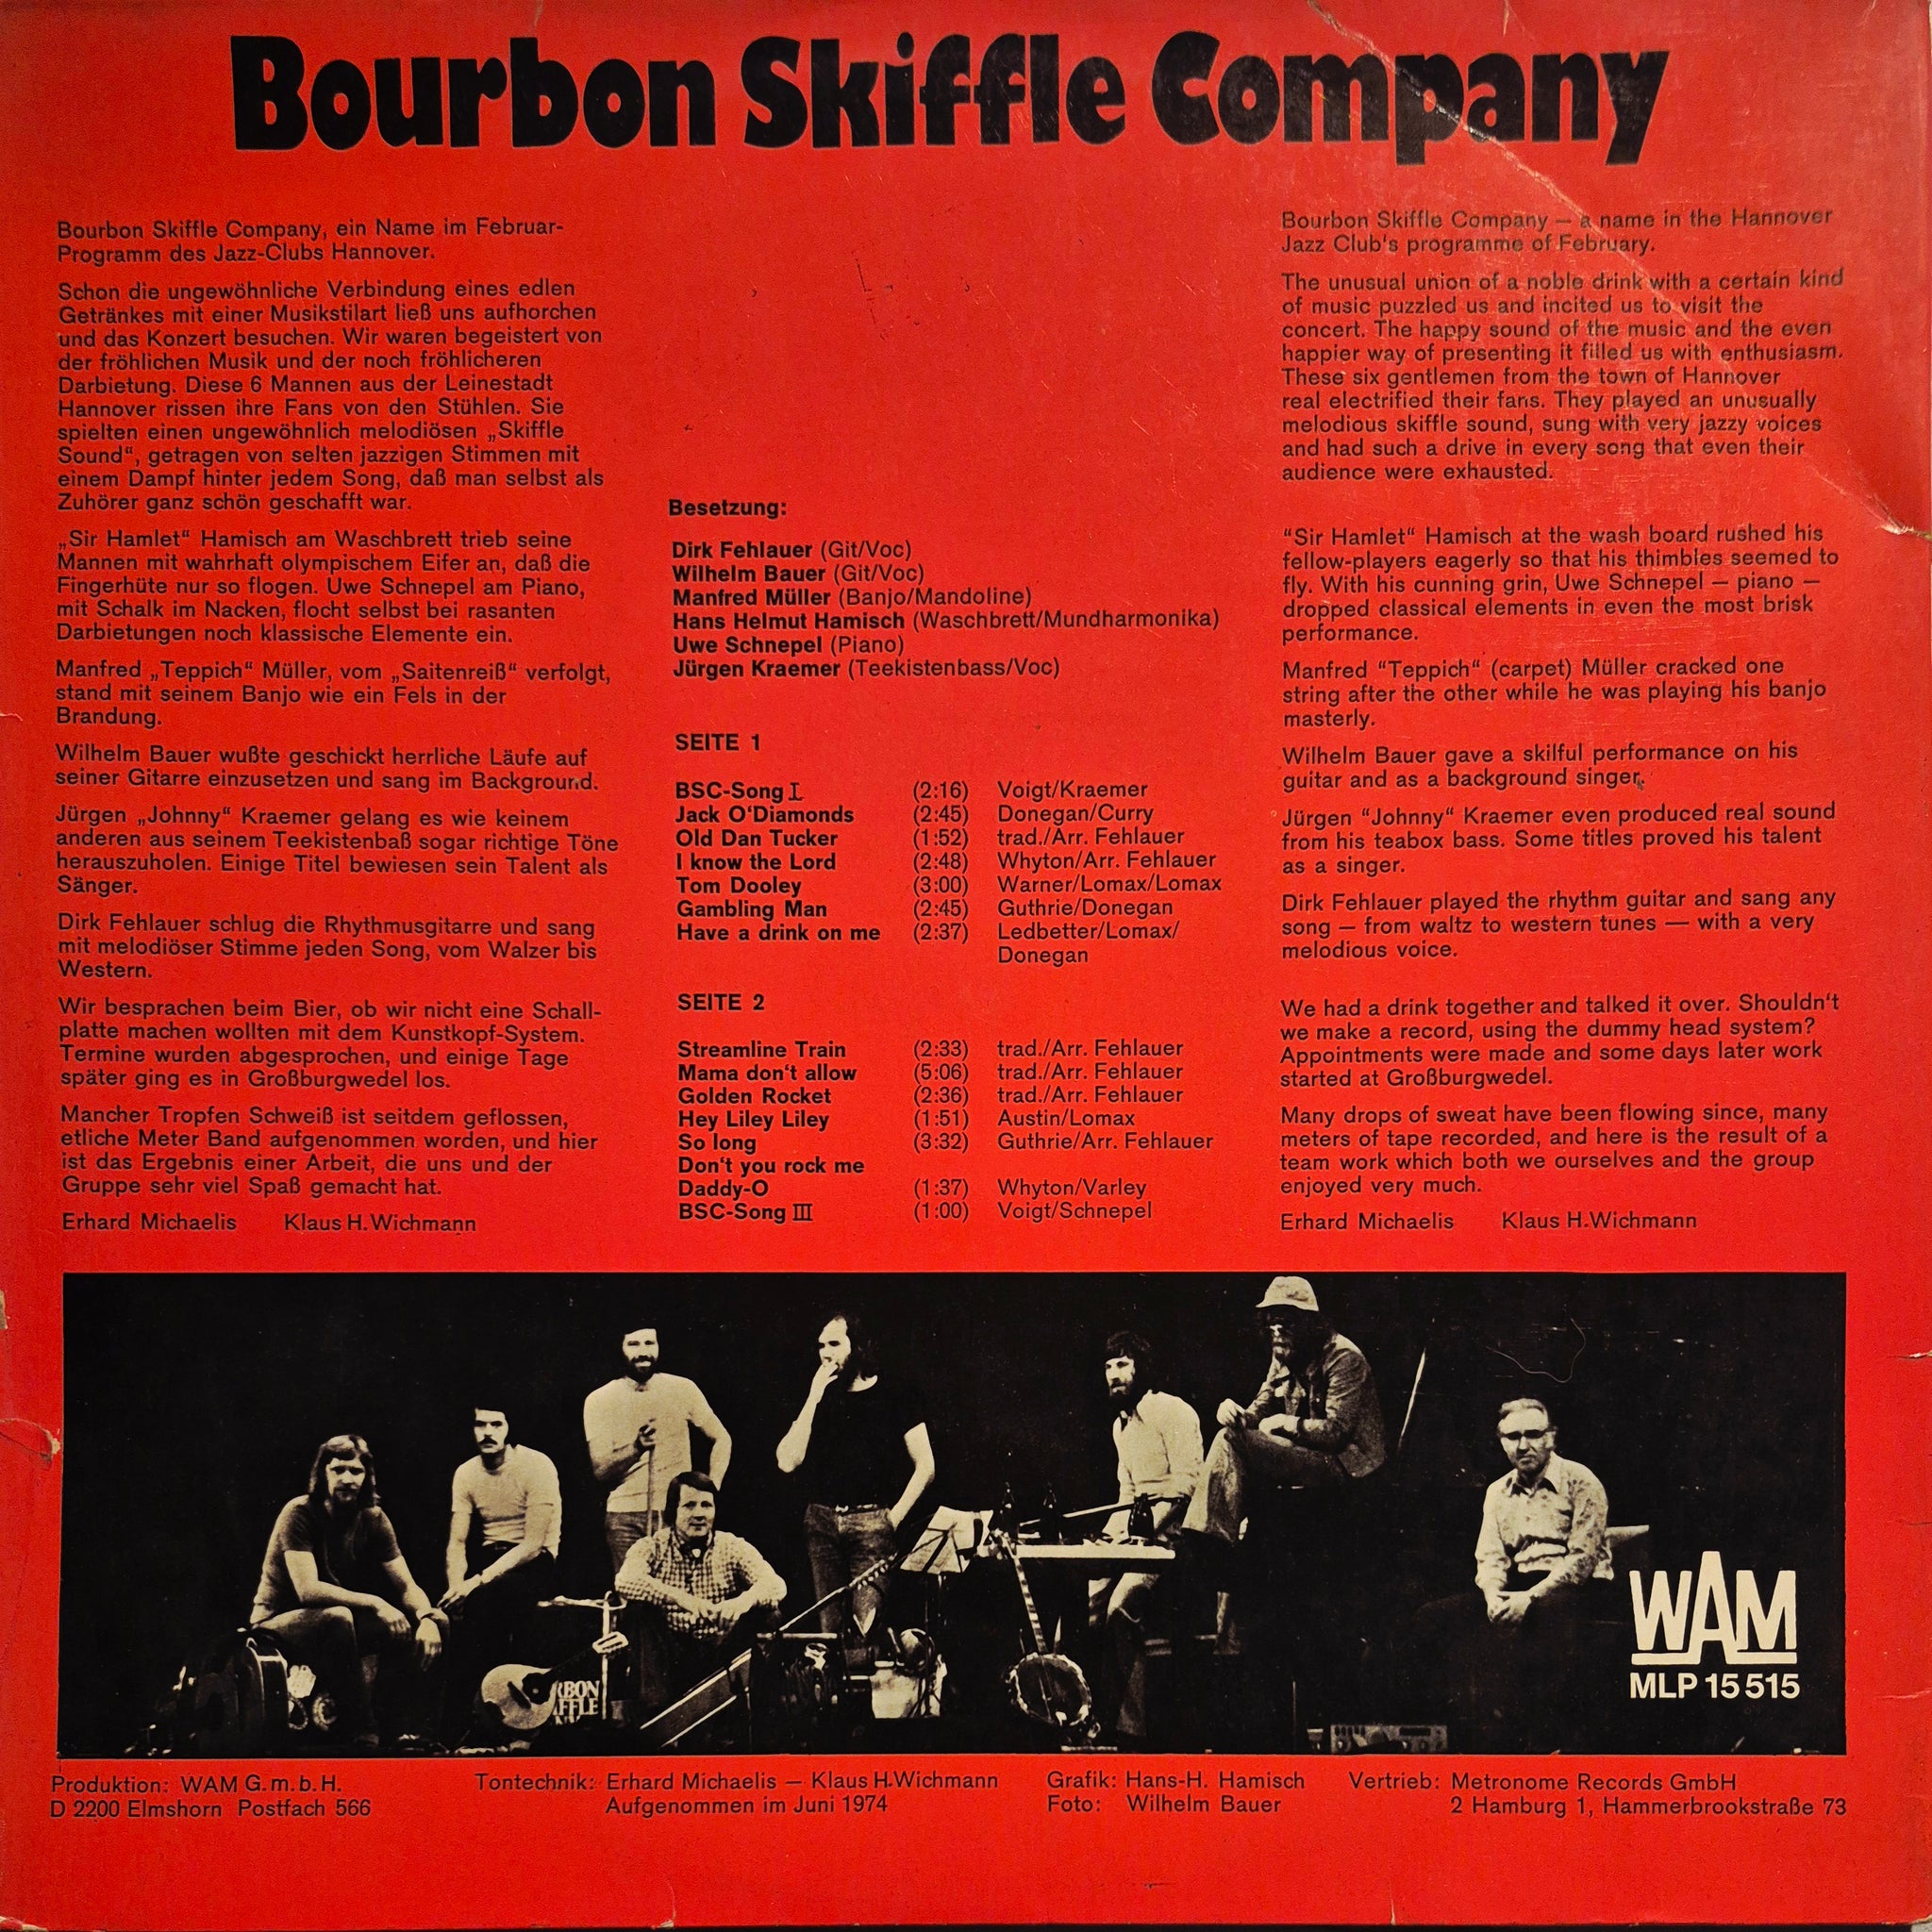 Bourbon Skiffle Company
Bourbon Skiffle Company, ein Name im Februar-
Programm des Jazz-Clubs Hannover.
Schon die ungewöhnliche Verbindung eines edlen
Getränkes mit einer Musikstilart ließ uns aufhorchen
und das Konzert besuchen. Wir waren begeistert von
der fröhlichen Musik und der noch fröhlicheren
Darbietung. Diese 6 Mannen aus der Leinestadt
Hannover rissen ihre Fans von den Stühlen. Sie
spielten einen ungewöhnlich melodiösen „Skiffle
Sound“, getragen von selten jazzigen Stimmen mit
einem Dampf hinter jedem Song, daß man selbst als
Zuhörer ganz schön geschafft war.
„Sir Hamlet“ Hamisch am Waschbrett trieb seine
Mannen mit wahrhaft olympischem Eifer an, daß die
Fingerhüte nur so flogen. Uwe Schnepel am Piano,
mit Schalk im Nacken, flocht selbst bei rasanten
Darbietungen noch klassische Elemente ein.
Manfred „Teppich“ Müller, vom „Saitenreiß“ verfolgt,
stand mit seinem Banjo wie ein Fels in der
Brandung.
Wilhelm Bauer wußte geschickt herrliche Läufe auf
seiner Gitarre einzusetzen und sang im Background.
Jürgen „Johnny“ Kraemer gelang es wie keinem
anderen aus seinem Teekistenbaß sogar richtige Töne
herauszuholen. Einige Titel bewiesen sein Talent als
Sänger.
Dirk Fehlauer schlug die Rhythmusgitarre und sang
mit melodiöser Stimme jeden Song, vom Walzer bis
Western.
Wir besprachen beim Bier, ob wir nicht eine Schall-
platte machen wollten mit dem Kunstkopf-System.
Termine wurden abgesprochen, und einige Tage
später ging es in Großburgwedel los.
Mancher Tropfen Schweiß ist seitdem geflossen,
etliche Meter Band aufgenommen worden, und hier
ist das Ergebnis einer Arbeit, die uns und der
Gruppe sehr viel Spaß gemacht hat.
Erhard Michaelis Klaus H. Wichmann
Besetzung:
Dirk Fehlauer (Git/Voc)
Wilhelm Bauer (Git/Voc)
Manfred Müller (Banjo/Mandoline)
Hans Helmut Hamisch (Waschbrett/Mundharmonika)
Uwe Schnepel (Piano)
Jürgen Kraemer (Teekistenbass/Voc)
SEITE 1
BSC-Song I (2:16) Voigt/Kraemer
Jack O‘Diamonds (2:45) Donegan/Curry
Old Dan Tucker (1:52) trad./Arr. Fehlauer
I know the Lord (2:48) Whyton/Arr. Fehlauer
Tom Dooley (3:00) Warner/Lomax/Lomax
Gambling Man (2:45) Guthrie/Donegan
Have a drink on me (2:37) Ledbetter/Lomax/
Donegan
SEITE 2
Streamline Train (2:33) trad./Arr. Fehlauer
Mama don‘t allow (5:06) trad./Arr. Fehlauer
Golden Rocket (2:36) trad./Arr. Fehlauer
Hey Liley Liley (1:51) Austin/Lomax
So long (3:32) Guthrie/Arr. Fehlauer
Don‘t you rock me
Daddy-O (1:37) Whyton/Varley
BSC-Song III (1:00) Voigt/Schnepel
Bourbon Skiffle Company — a name in the Hannover
Jazz Club‘s programme of February.
The unusual union of a noble drink with a certain kind
of music puzzled us and incited us to visit the
concert. The happy sound of the music and the even
happier way of presenting it filled us with enthusiasm.
These six gentlemen from the town of Hannover
real electrified their fans. They played an unusually
melodious skiffle sound, sung with very jazzy voices
and had such a drive in every song that even their
audience were exhausted.
“Sir Hamlet“ Hamisch at the wash board rushed his
fellow-players eagerly so that his thimbles seemed to
fly. With his cunning grin, Uwe Schnepel — piano —
dropped classical elements in even the most brisk
performance.
Manfred “Teppich“ (carpet) Müller cracked one
string after the other while he was playing his banjo
masterly.
Wilhelm Bauer gave a skilful performance on his
guitar and as a background singer.
Jürgen “Johnny“ Kraemer even produced real sound
from his teabox bass. Some titles proved his talent
as a singer.
Dirk Fehlauer played the rhythm guitar and sang any
song — from waltz to western tunes — with a very
melodious voice.
We had a drink together and talked it over. Shouldn‘t
we make a record, using the dummy head system?
Appointments were made and some days later work
started at Großburgwedel.
Many drops of sweat have been flowing since, many
meters of tape recorded, and here is the result of a
team work which both we ourselves and the group
enjoyed very much.
Erhard Michaelis Klaus H. Wichmann
RBON
FFLE
WAM
MLP 15 515
Produktion: WAM G.m.b.H.
D 2200 Elmshorn Postfach 566
Tontechnik: Erhard Michaelis — Klaus H. Wichmann
Aufgenommen im Juni 1974
Grafik: Hans-H. Hamisch
Foto: Wilhelm Bauer
Vertrieb: Metronome Records GmbH
2 Hamburg 1, Hammerbrookstraße 73